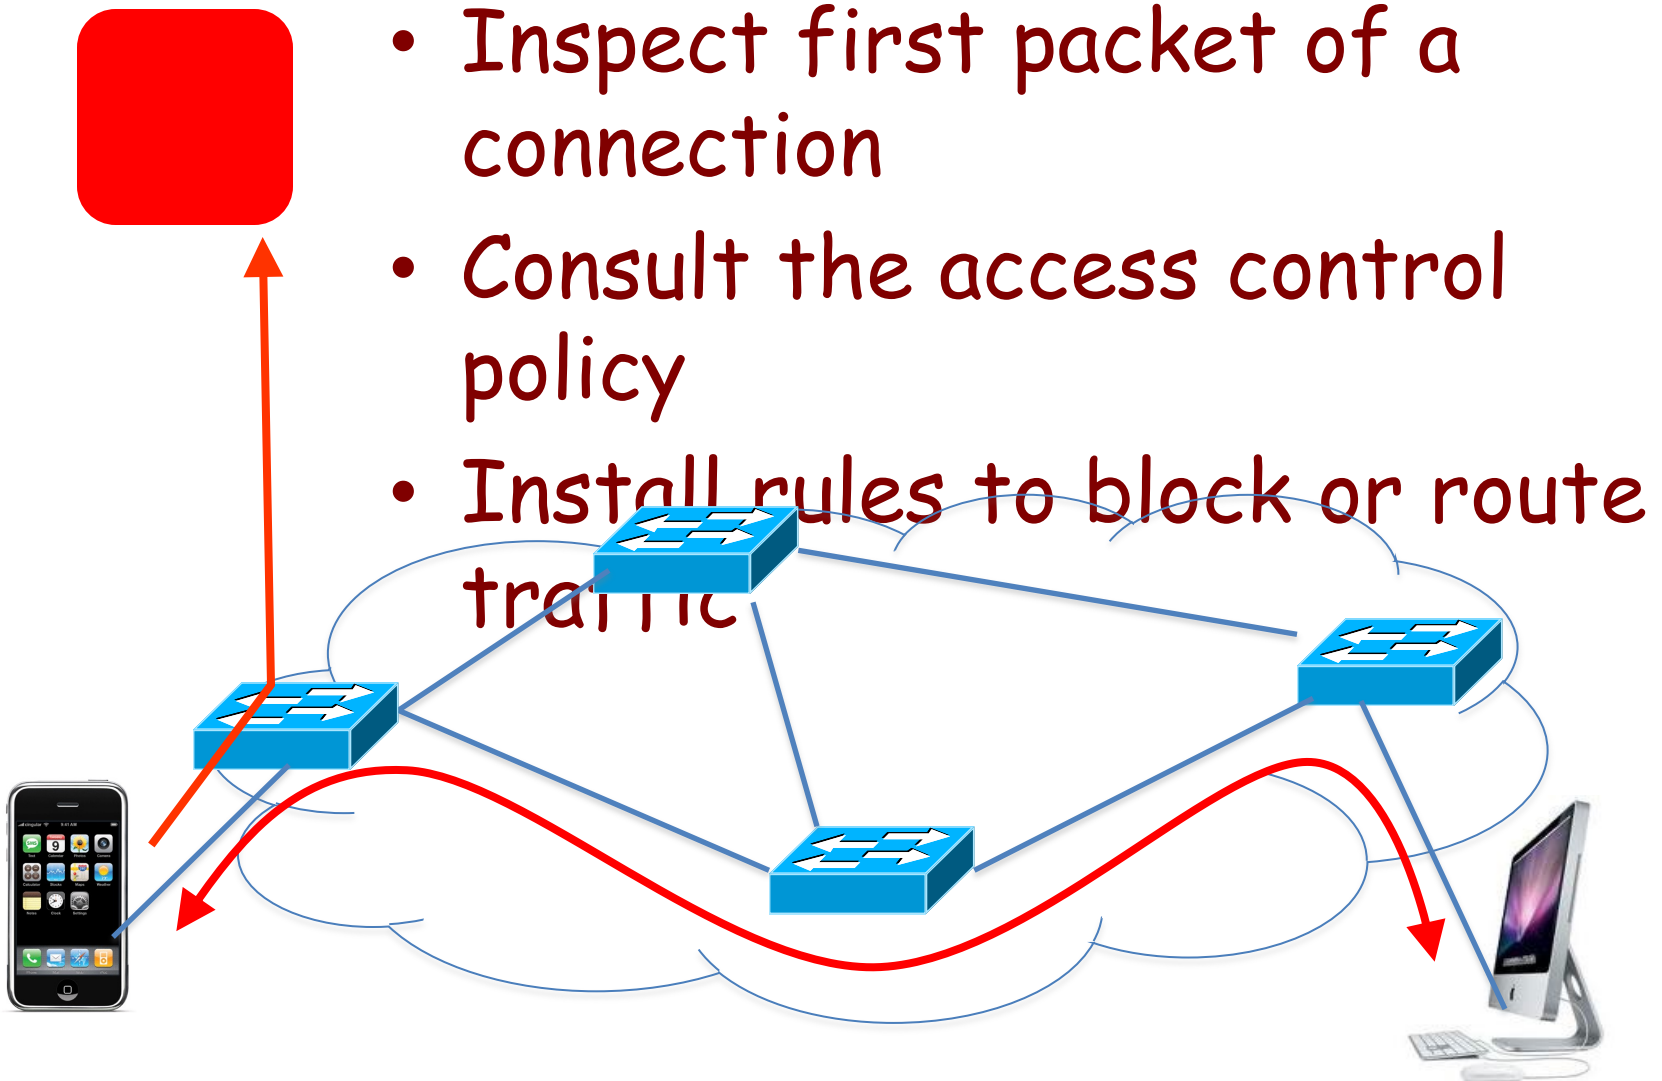 • Inspect first packet of a
connection
• Consult the access control
policy
• Install rules to block or route
traffic